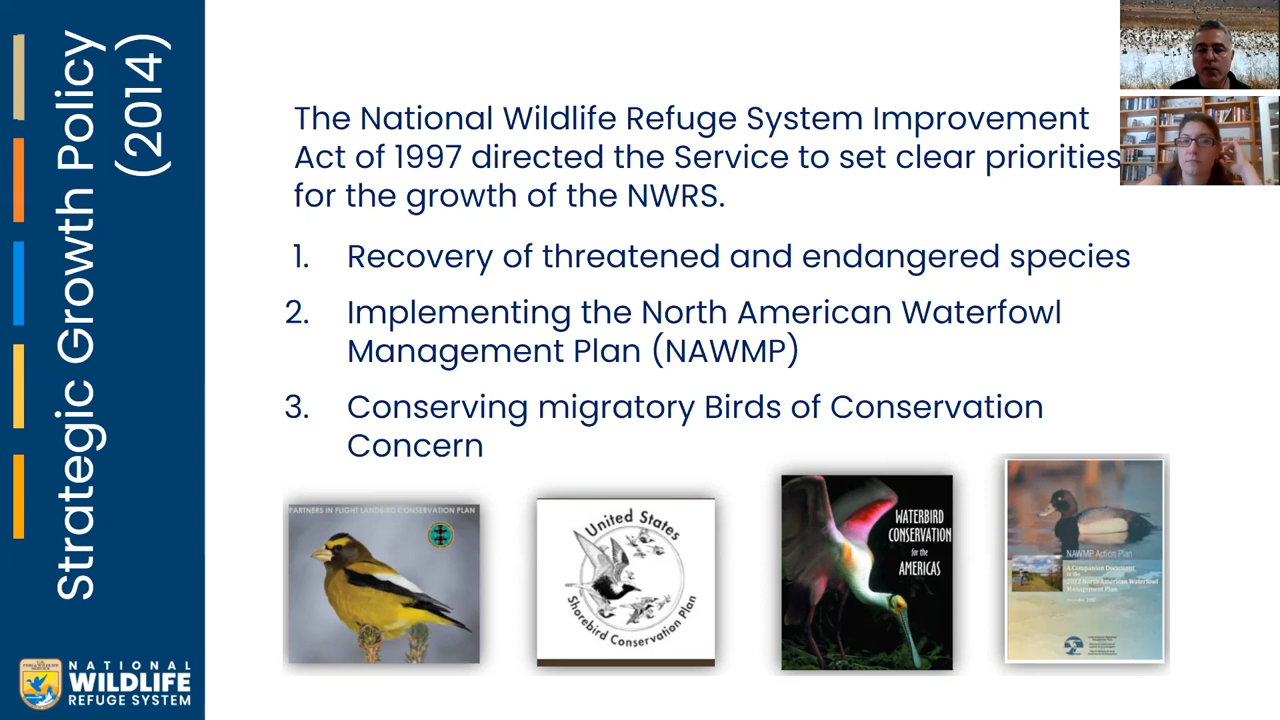 Strategic Growth Policy
(2014)
The National Wildlife Refuge System Improvement
Act of 1997 directed the Service to set clear priorities
for the growth of the NWRS.
1. Recovery of threatened and endangered species
2. Implementing the North American Waterfowl
Management Plan (NAWMP)
3. Conserving migratory Birds of Conservation
Concern
PARTNERS IN FLIGHT LANDBIRD CONSERVATION PLAN
United States
Shorebird Conservation Plan
WATERBIRD
CONSERVATION
for the
AMERICAS
NAWMP Action Plan
A Companion Document
to the
2012 North American Waterfowl
Management Plan
NATIONAL
WILDLIFE
REFUGE SYSTEM